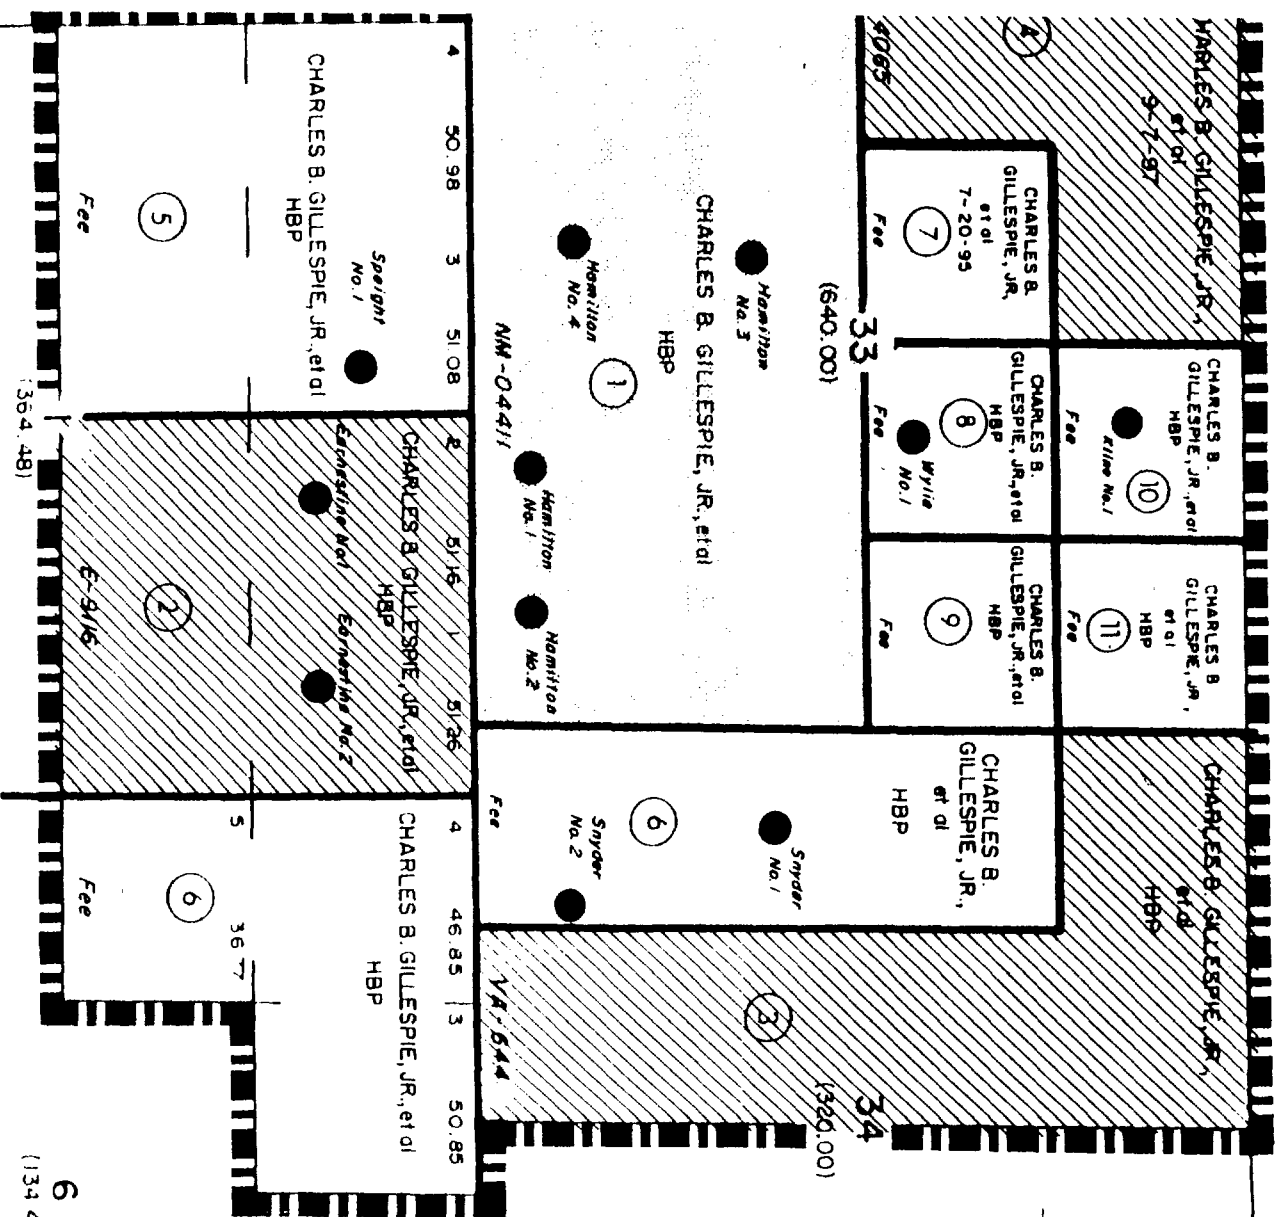 HARLES B. GILLESPIE, JR.,
et al
9-7-97
4
4065
CHARLES B.
GILLESPIE, JR.,
et al
7-20-95
7
Fee
CHARLES B.
GILLESPIE, JR., et al
HBP
10
Kline No.1
Fee
CHARLES B.
GILLESPIE, JR., et al
HBP
8
Wylie
No.1
Fee
CHARLES B
GILLESPIE, JR,
et al
HBP
11
Fee
CHARLES B.
GILLESPIE, JR., et al
HBP
9
Fee
CHARLES B. GILLESPIE, JR.,
et al
HBP
33
(640.00)
Hamilton
No.3
CHARLES B. GILLESPIE, JR., et al
HBP
1
Hamilton
No.4
Hamilton
No.1
Hamilton
No.2
NM-04411
CHARLES B.
GILLESPIE, JR.,
et al
HBP
Snyder
No.1
6
Snyder
No.2
Fee
34
(320.00)
3
VA-644
4 50.98 3 51.08 2 51.16 1 51.26 4 46.85 3 50.85
Speight
No.1
CHARLES B. GILLESPIE, JR., et al
HBP
5
Fee
CHARLES B. GILLESPIE, JR., et al
HBP
Earnestine No.1 Earnestine No.2
2
E-9116
CHARLES B. GILLESPIE, JR., et al
HBP
5 36.77
6
Fee
(364.48)
6
(134.